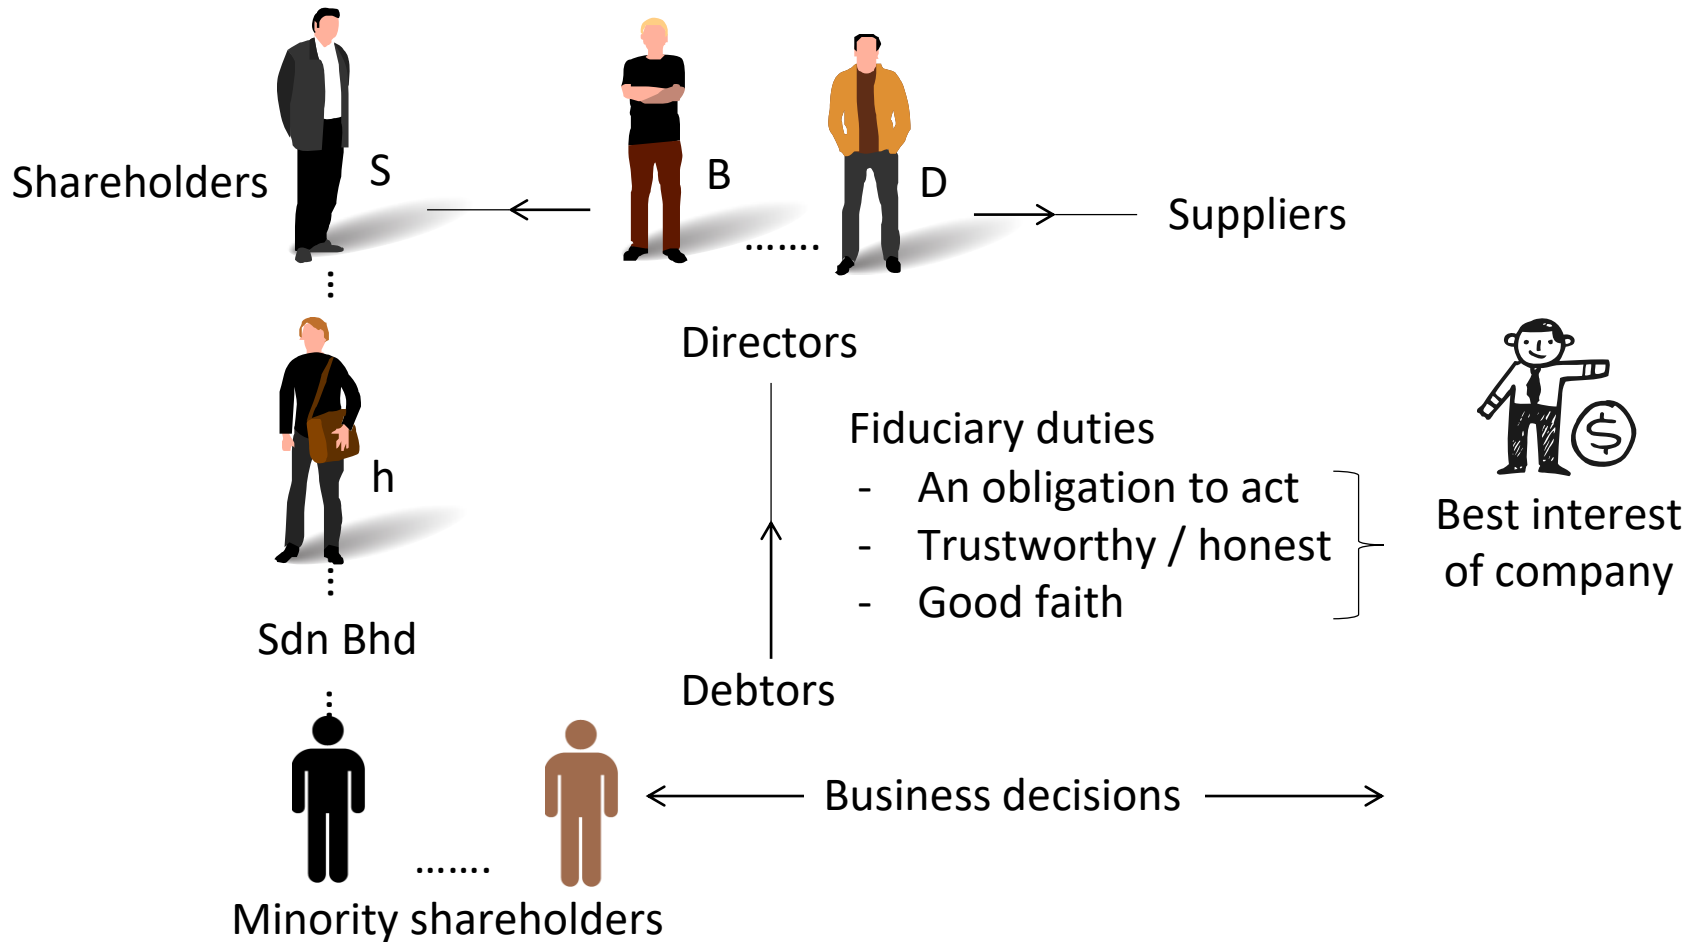 Shareholders
S
B
.......
D
Suppliers
Directors
h
Fiduciary duties
- An obligation to act
- Trustworthy / honest
- Good faith
Best interest
of company
Sdn Bhd
Debtors
Business decisions
.......
Minority shareholders
$